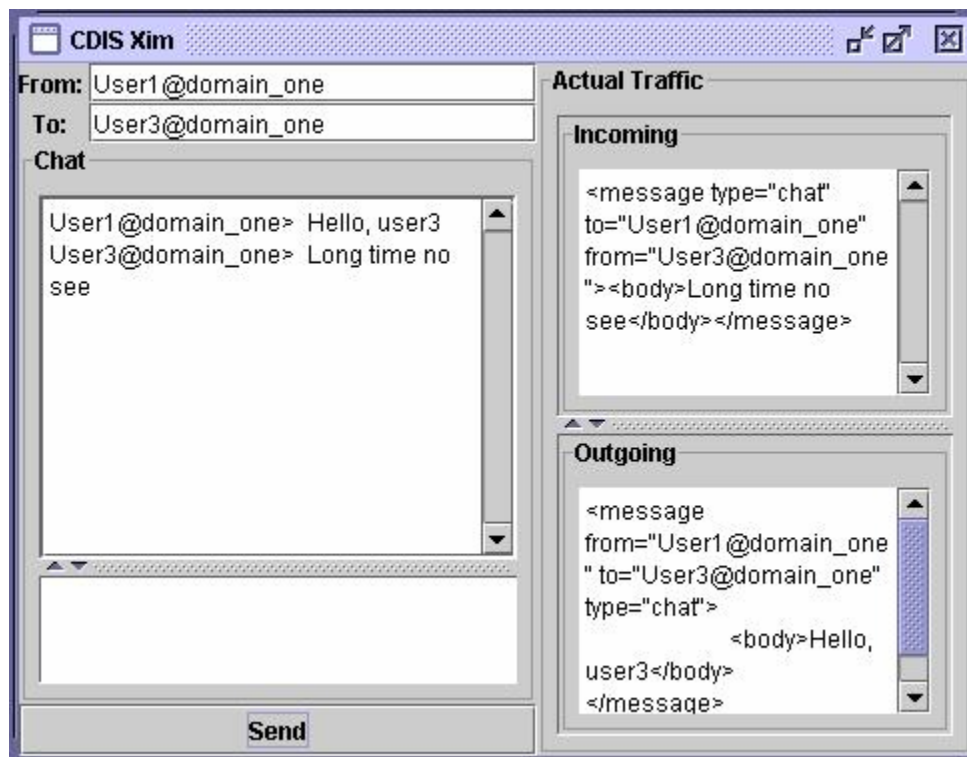 CDIS Xim
From: User1@domain_one
To: User3@domain_one
Chat
User1@domain_one> Hello, user3
User3@domain_one> Long time no
see
Send
Actual Traffic
Incoming
<message type="chat"
to="User1@domain_one"
from="User3@domain_one
"><body>Long time no
see</body></message>
Outgoing
<message
from="User1@domain_one
" to="User3@domain_one"
type="chat">
<body>Hello,
user3</body>
</message>